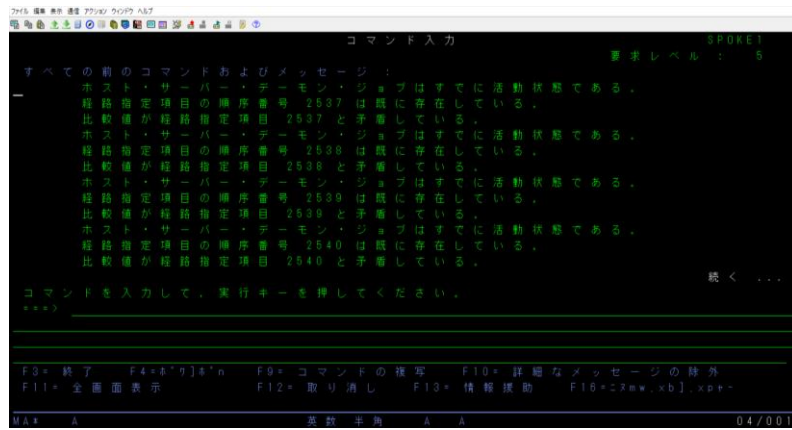 ファイル 編集 表示 通信 アクション ウィンドウ ヘルプ
コマンド入力 SPOKE1
要求レベル : 5
すべての前のコマンドおよびメッセージ :
ホスト・サーバー・デーモン・ジョブはすでに活動状態である.
経路指定項目の順序番号 2537 は既に存在している.
比較値が経路指定項目 2537 と矛盾している.
ホスト・サーバー・デーモン・ジョブはすでに活動状態である.
経路指定項目の順序番号 2538 は既に存在している.
比較値が経路指定項目 2538 と矛盾している.
ホスト・サーバー・デーモン・ジョブはすでに活動状態である.
経路指定項目の順序番号 2539 は既に存在している.
比較値が経路指定項目 2539 と矛盾している.
ホスト・サーバー・デーモン・ジョブはすでに活動状態である.
経路指定項目の順序番号 2540 は既に存在している.
比較値が経路指定項目 2540 と矛盾している.
続く ...
コマンドを入力して, 実行キーを押してください.
===>
F3= 終了 F4=ﾎﾟﾜ]ﾎﾟn F9= コマンドの複写 F10= 詳細なメッセージの除外
F11= 全画面表示 F12= 取り消し F13= 情報援助 F16=
MA* A 英数 半角 A A 04/001